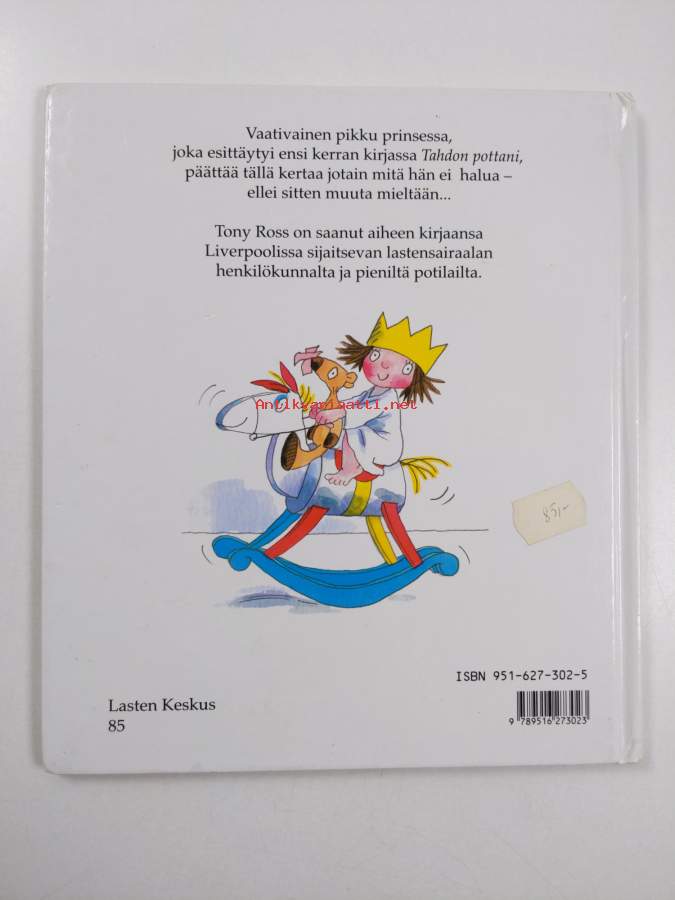 Vaativainen pikku prinsessa,
joka esittäytyi ensi kerran kirjassa Tahdon pottani,
päättää tällä kertaa jotain mitä hän ei halua –
ellei sitten muuta mieltään...
Tony Ross on saanut aiheen kirjaansa
Liverpoolissa sijaitsevan lastensairaalan
henkilökunnalta ja pieniltä potilailta.
Antikvariaatti.net
85,-
ISBN 951-627-302-5
9 789516 273023
Lasten Keskus
85